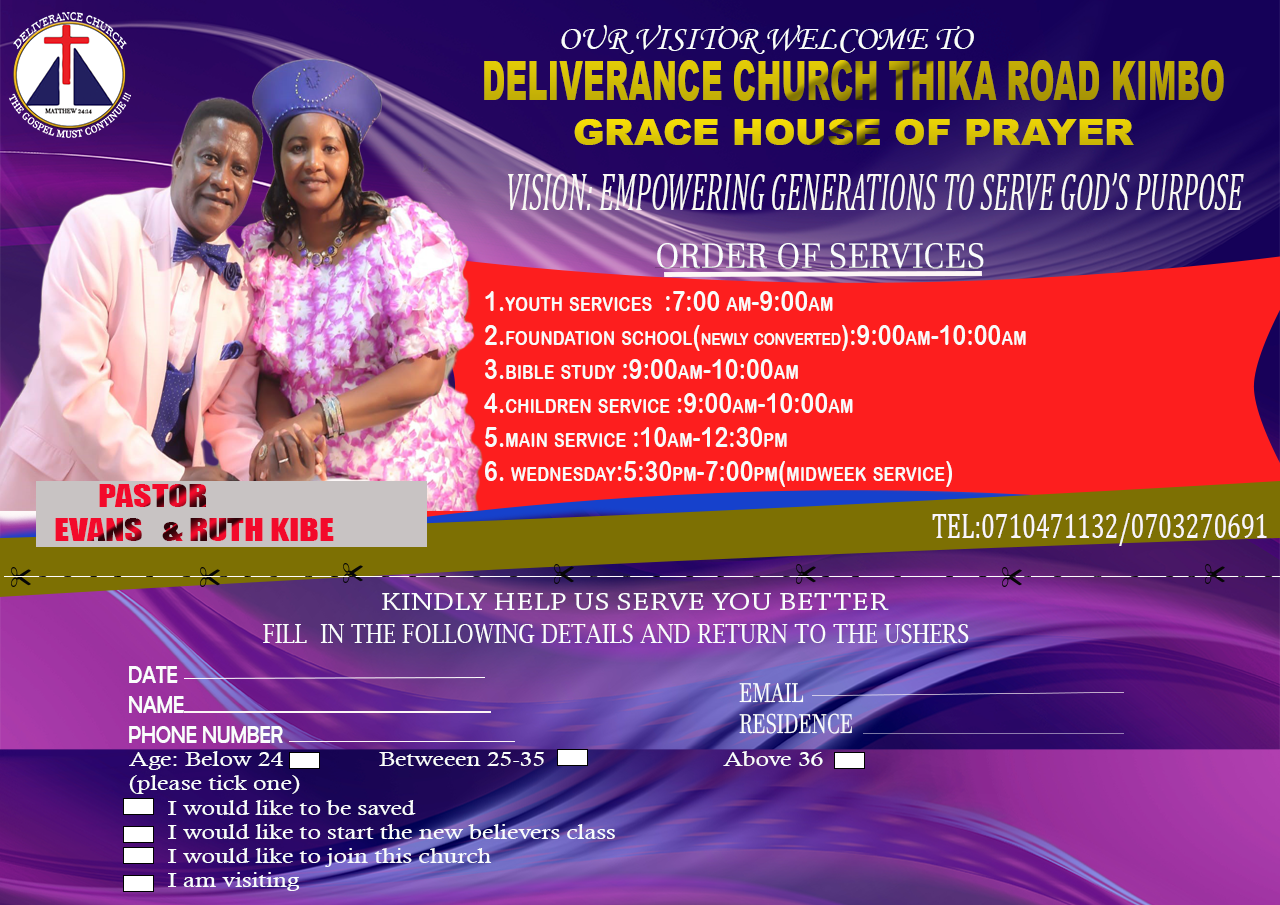 DELIVERANCE CHURCH
MATTHEW 24:14
THE GOSPEL MUST CONTINUE !!!
OUR VISITOR WELCOME TO
DELIVERANCE CHURCH THIKA ROAD KIMBO
GRACE HOUSE OF PRAYER
VISION: EMPOWERING GENERATIONS TO SERVE GOD'S PURPOSE
ORDER OF SERVICES
1.YOUTH SERVICES :7:00 AM-9:00AM
2.FOUNDATION SCHOOL(NEWLY CONVERTED):9:00AM-10:00AM
3.BIBLE STUDY :9:00AM-10:00AM
4.CHILDREN SERVICE :9:00AM-10:00AM
5.MAIN SERVICE :10AM-12:30PM
6. WEDNESDAY:5:30PM-7:00PM(MIDWEEK SERVICE)
PASTOR
EVANS & RUTH KIBE
TEL:0710471132/0703270691
KINDLY HELP US SERVE YOU BETTER
FILL IN THE FOLLOWING DETAILS AND RETURN TO THE USHERS
DATE
NAME
PHONE NUMBER
EMAIL
RESIDENCE
Age: Below 24 Betweeen 25-35 Above 36
(please tick one)
I would like to be saved
I would like to start the new believers class
I would like to join this church
I am visiting